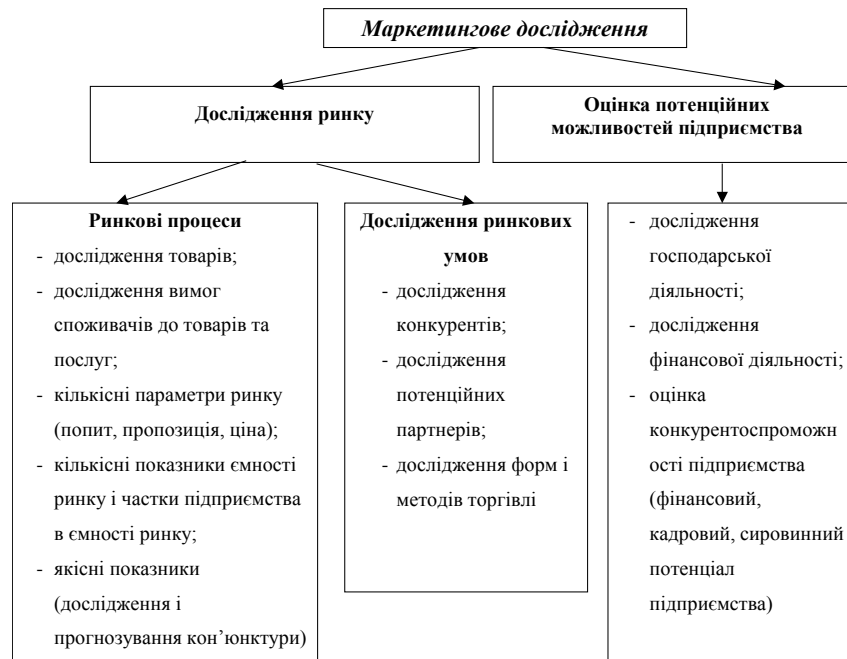 Маркетингове дослідження
Дослідження ринку
Оцінка потенційних
можливостей підприємства
Ринкові процеси
- дослідження товарів;
- дослідження вимог
споживачів до товарів та
послуг;
- кількісні параметри ринку
(попит, пропозиція, ціна);
- кількісні показники ємності
ринку і частки підприємства
в ємності ринку;
- якісні показники
(дослідження і
прогнозування кон’юнктури)
Дослідження ринкових
умов
- дослідження
конкурентів;
- дослідження
потенційних
партнерів;
- дослідження форм і
методів торгівлі
- дослідження
господарської
діяльності;
- дослідження
фінансової діяльності;
- оцінка
конкурентоспроможн
ості підприємства
(фінансовий,
кадровий, сировинний
потенціал
підприємства)